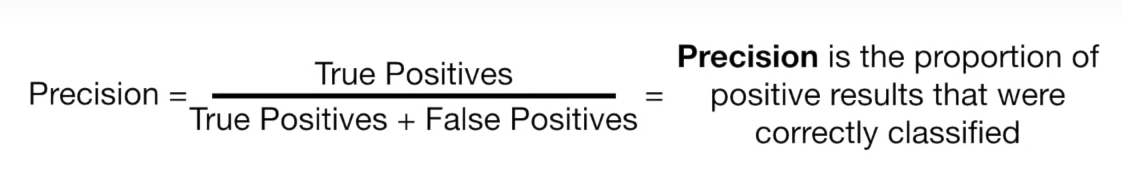 Precision = True Positives / True Positives + False Positives = Precision is the proportion of
positive results that were
correctly classified